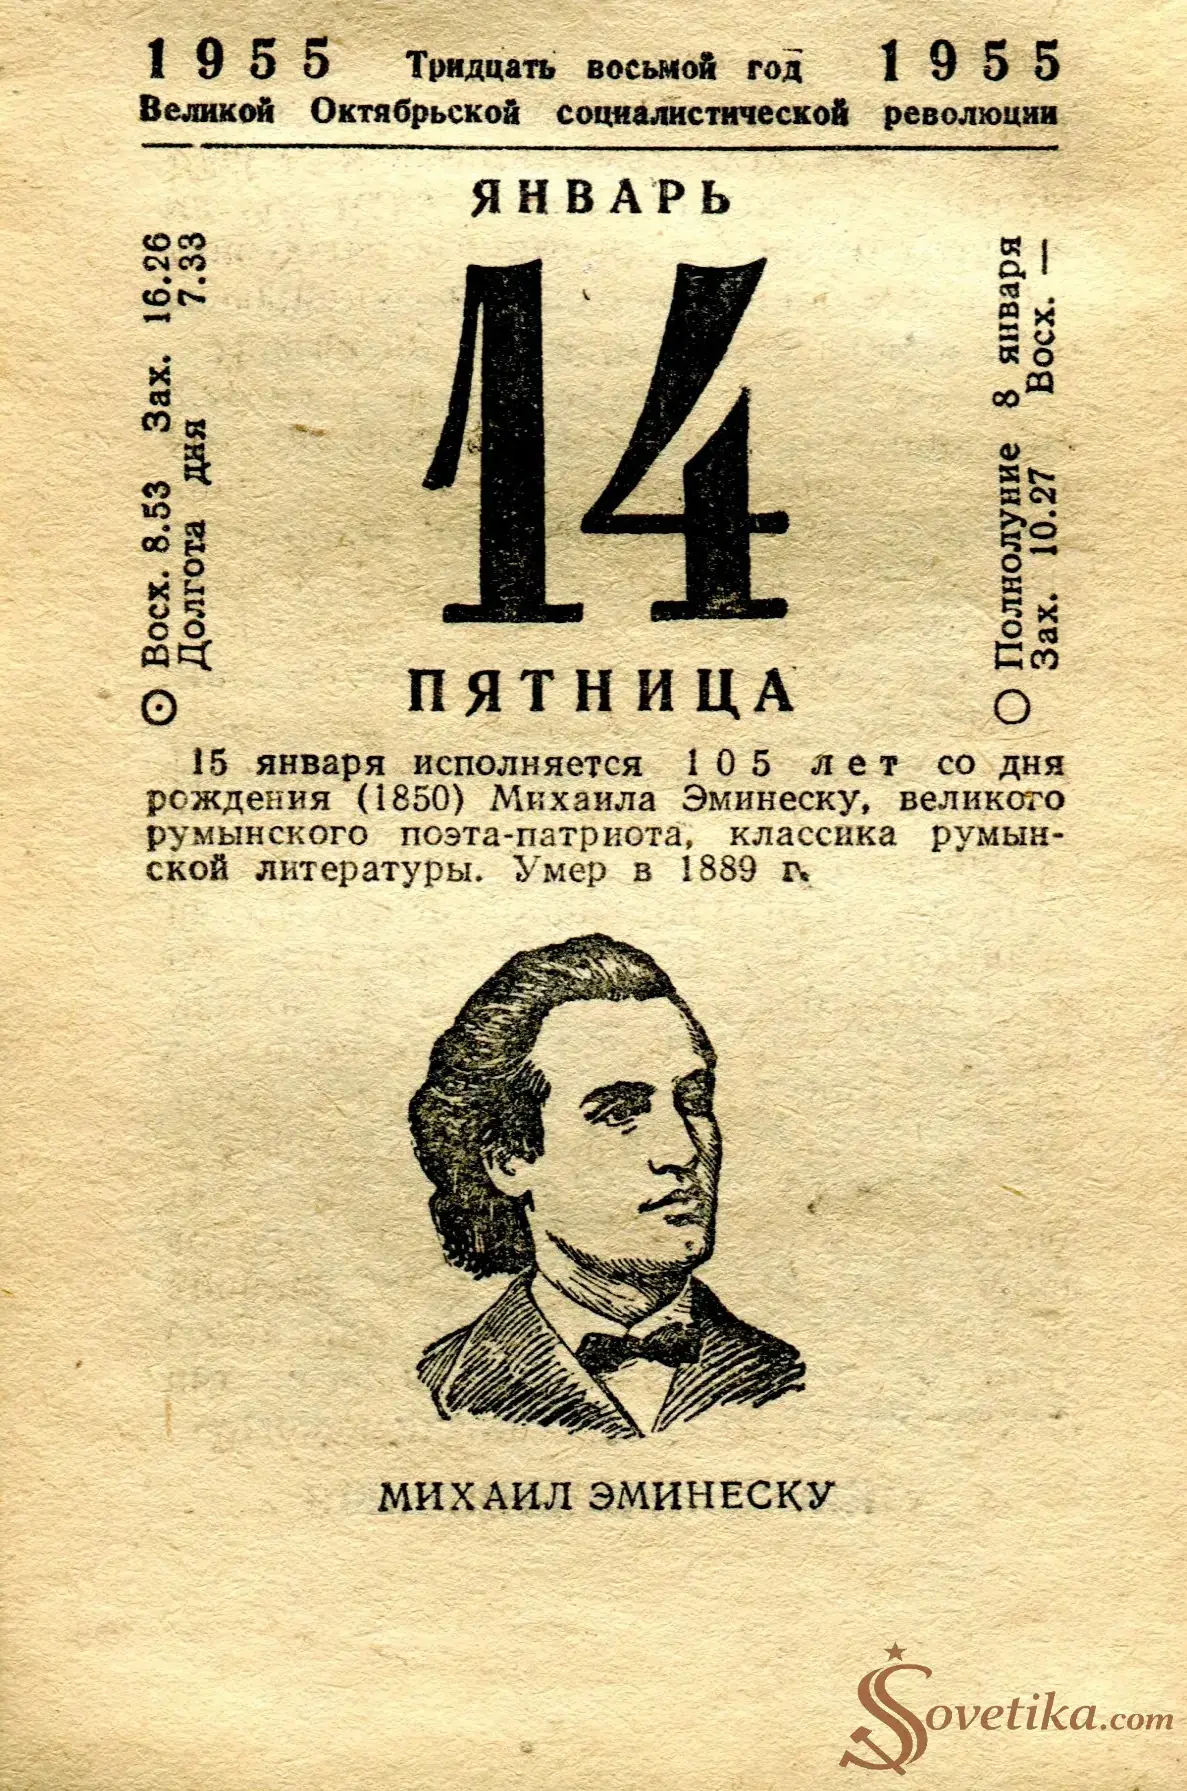 1955 Тридцать восьмой год 1955
Великой Октябрьской социалистической революции
ЯНВАРЬ
Восх. 8.53 Зах. 16.26
Долгота дня 7.33
14
Полнолуние 8 января
Зах. 10.27 Восх. —
ПЯТНИЦА
15 января исполняется 105 лет со дня
рождения (1850) Михаила Эминеску, великого
румынского поэта-патриота, классика румын-
ской литературы. Умер в 1889 г.
МИХАИЛ ЭМИНЕСКУ
Sovetika.com